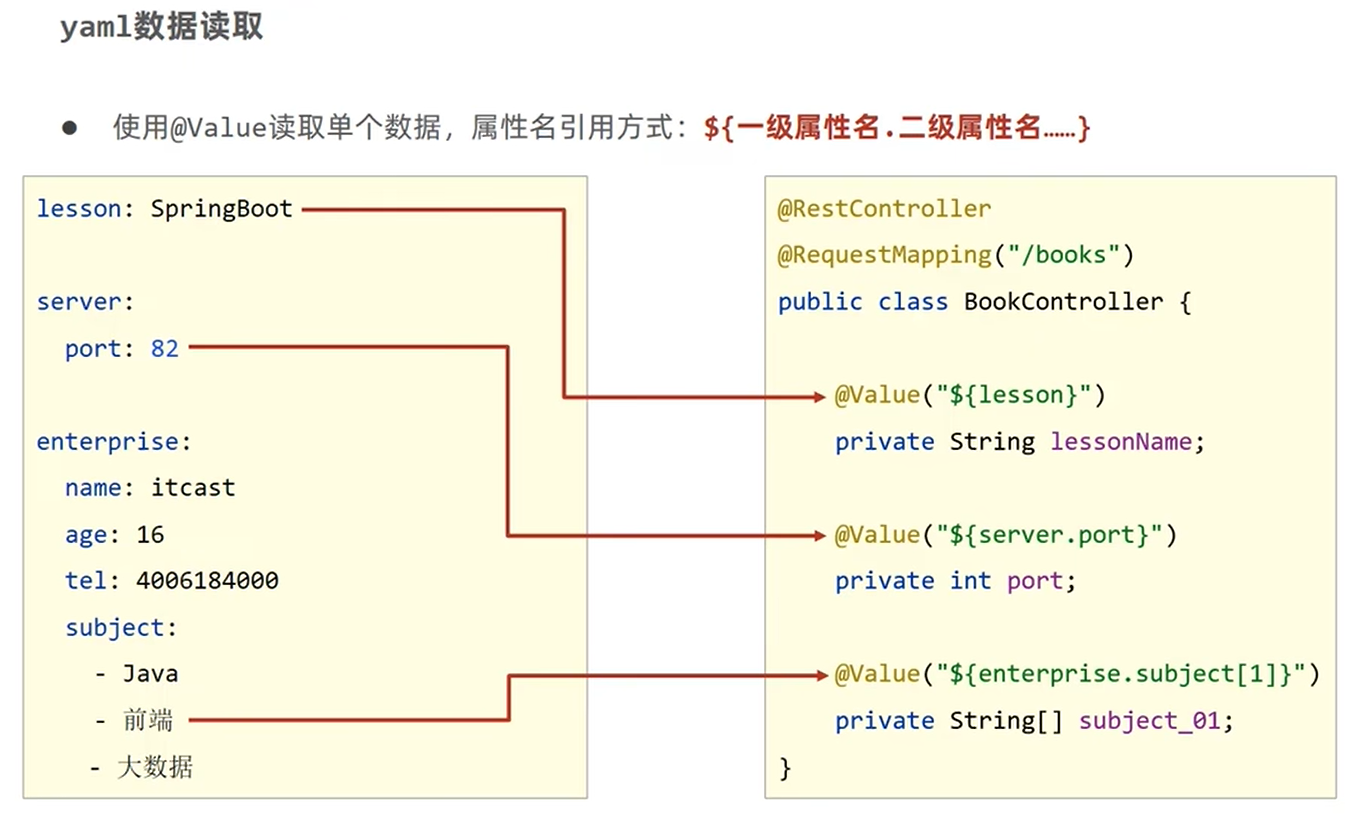 yaml数据读取
● 使用@Value读取单个数据，属性名引用方式：${一级属性名.二级属性名……}
lesson: SpringBoot
server:
  port: 82
enterprise:
  name: itcast
  age: 16
  tel: 4006184000
  subject:
    - Java
    - 前端
    - 大数据
@RestController
@RequestMapping("/books")
public class BookController {
    @Value("${lesson}")
    private String lessonName;
    @Value("${server.port}")
    private int port;
    @Value("${enterprise.subject[1]}")
    private String[] subject_01;
}